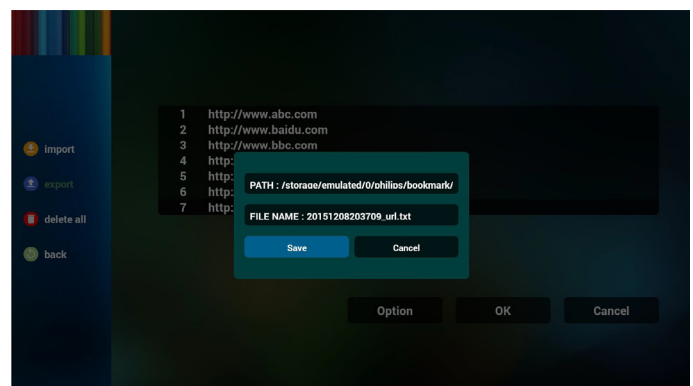 import
export
delete all
back
1 http://www.abc.com
2 http://www.baidu.com
3 http://www.bbc.com
4 http:
5 http:
6 http:
7 http:
PATH : /storage/emulated/0/philips/bookmark/
FILE NAME : 20151208203709_url.txt
Save Cancel
Option OK Cancel